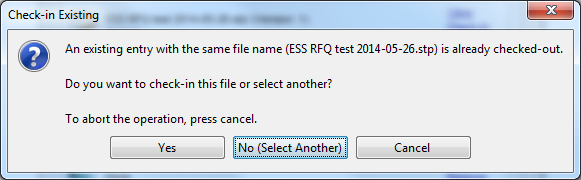 Check-in Existing
An existing entry with the same file name (ESS RFQ test 2014-05-26.stp) is already checked-out.
Do you want to check-in this file or select another?
To abort the operation, press cancel.
Yes
No (Select Another)
Cancel